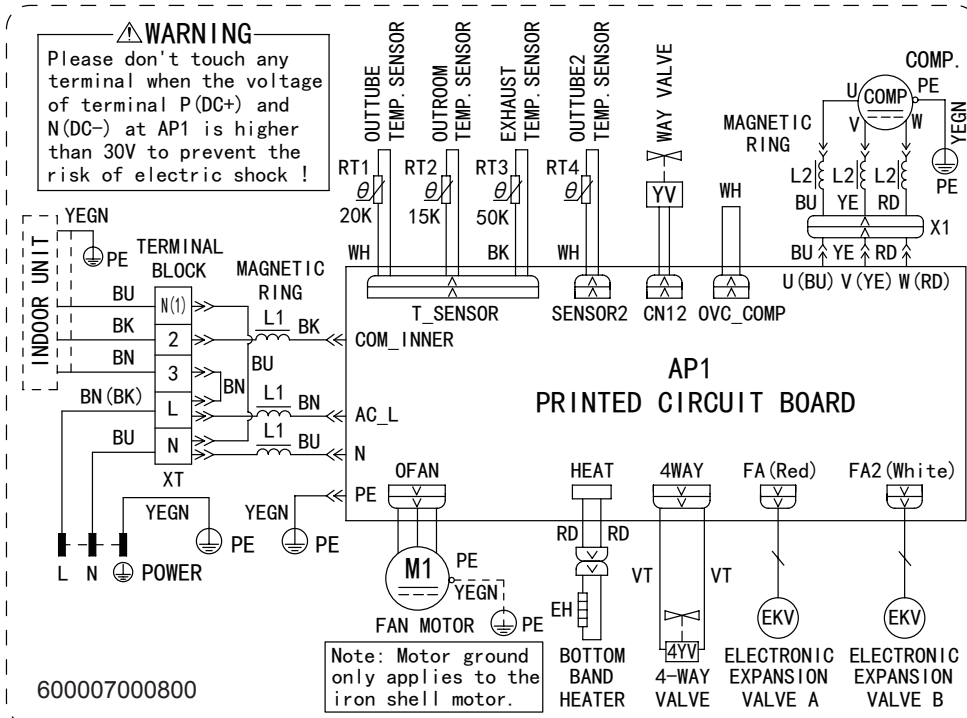 WARNING
Please don't touch any
terminal when the voltage
of terminal P(DC+) and
N(DC-) at AP1 is higher
than 30V to prevent the
risk of electric shock !
OUTTUBE
TEMP. SENSOR
OUTROOM
TEMP. SENSOR
EXHAUST
TEMP. SENSOR
OUTTUBE2
TEMP. SENSOR
WAY VALVE
COMP.
U
COMP
PE
V
W
YEGN
MAGNETIC
RING
PE
RT1
RT2
RT3
RT4
θ
θ
θ
θ
20K
15K
50K
YV
WH
L2
L2
L2
BU
YE
RD
X1
WH
BK
WH
BU
YE
RD
U(BU)
V(YE)
W(RD)
YEGN
PE
INDOOR UNIT
TERMINAL
BLOCK
MAGNETIC
RING
T_SENSOR
SENSOR2
CN12
OVC_COMP
BU
N(1)
L1
BK
BK
2
COM_INNER
BU
BN
3
BN
AP1
PRINTED CIRCUIT BOARD
BN(BK)
L
L1
BN
AC_L
BU
N
L1
BU
N
XT
PE
YEGN
PE
YEGN
PE
L
N
POWER
OFAN
HEAT
4WAY
FA(Red)
FA2(White)
M1
PE
YEGN
PE
FAN MOTOR
RD
RD
EH
VT
VT
4YV
EKV
EKV
BOTTOM
BAND
HEATER
4-WAY
VALVE
ELECTRONIC
EXPANSION
VALVE A
ELECTRONIC
EXPANSION
VALVE B
Note: Motor ground
only applies to the
iron shell motor.
600007000800